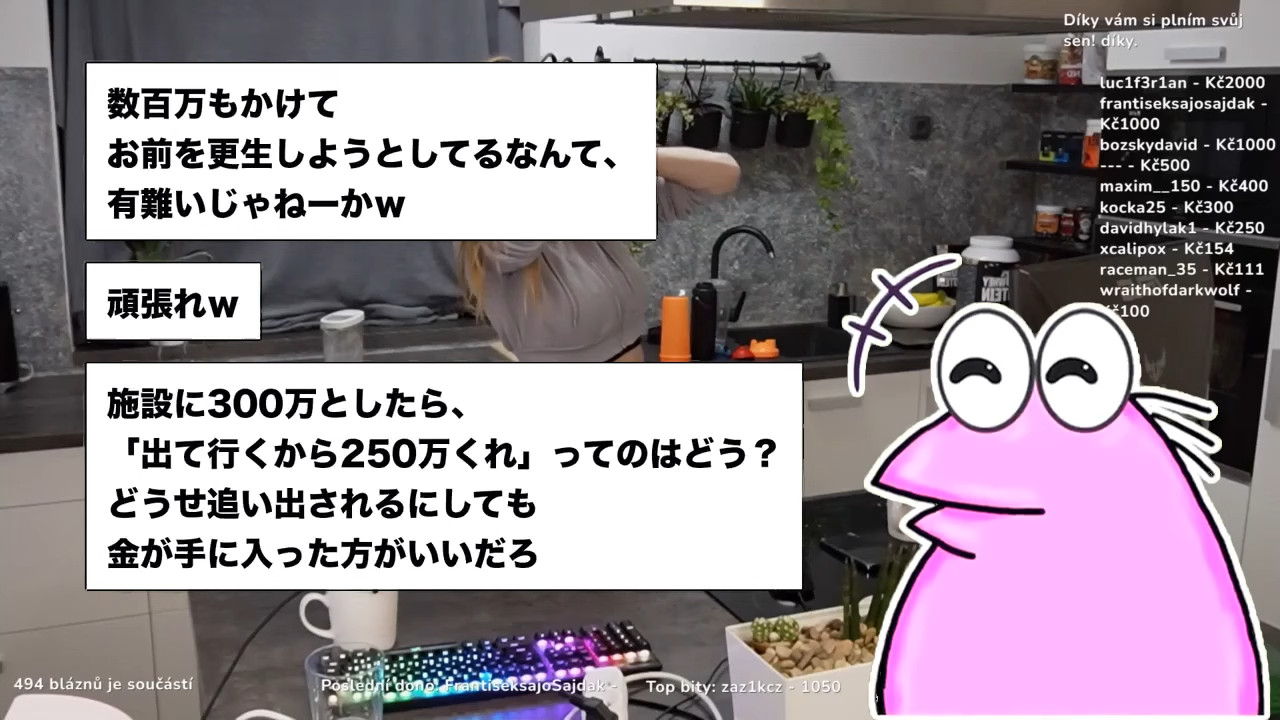 数百万もかけて
お前を更生しようとしてるなんて、
有難いじゃねーかw
頑張れw
施設に300万としたら、
「出て行くから250万くれ」ってのはどう？
どうせ追い出されるにしても
金が手に入った方がいいだろ
Díky vám si plním svůj
sen! díky.
luc1f3r1an - Kč2000
frantiseksajosajdak -
Kč1000
bozskydavid - Kč1000
--- - Kč500
maxim__150 - Kč400
kocka25 - Kč300
davidhylak1 - Kč250
xcalipox - Kč154
raceman_35 - Kč111
wraithofdarkwolf -
Kč100
494 bláznů je součástí
Poslední dono: FrantiseksajoSajdak -
Top bity: zaz1kcz - 1050